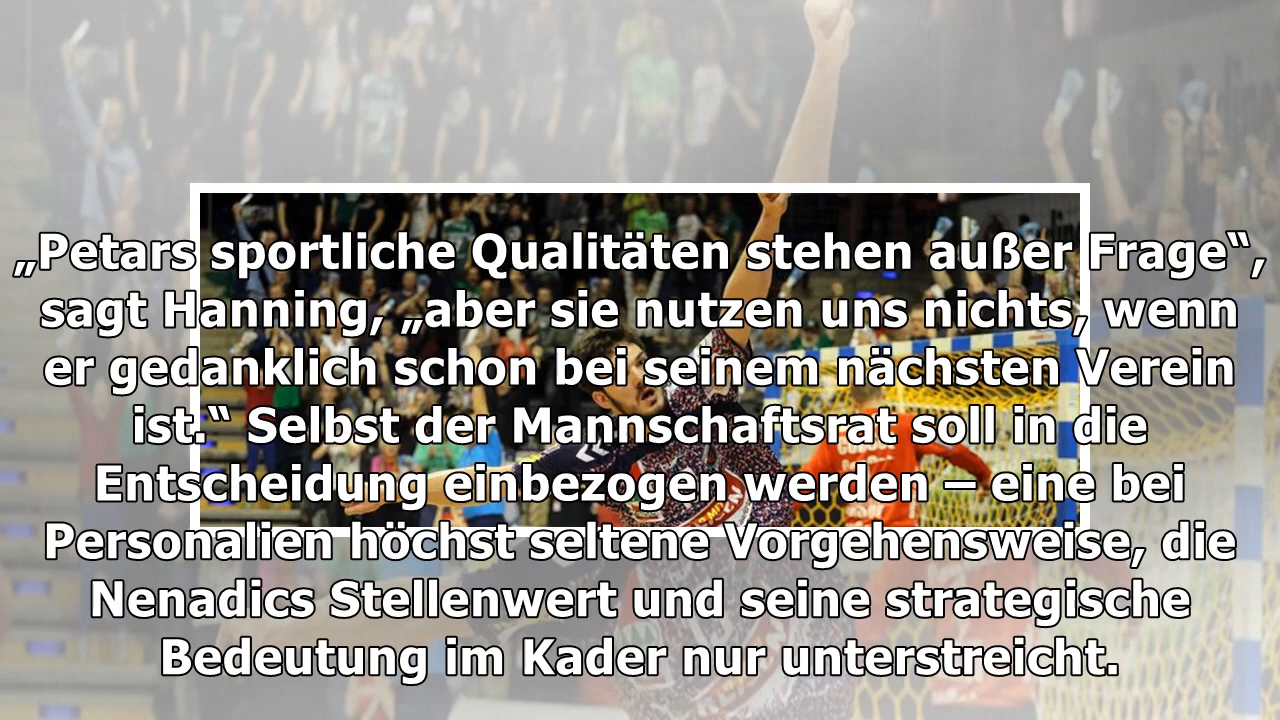 „Petars sportliche Qualitäten stehen außer Frage“,
sagt Hanning, „aber sie nutzen uns nichts, wenn
er gedanklich schon bei seinem nächsten Verein
ist.“ Selbst der Mannschaftsrat soll in die
Entscheidung einbezogen werden – eine bei
Personalien höchst seltene Vorgehensweise, die
Nenadics Stellenwert und seine strategische
Bedeutung im Kader nur unterstreicht.